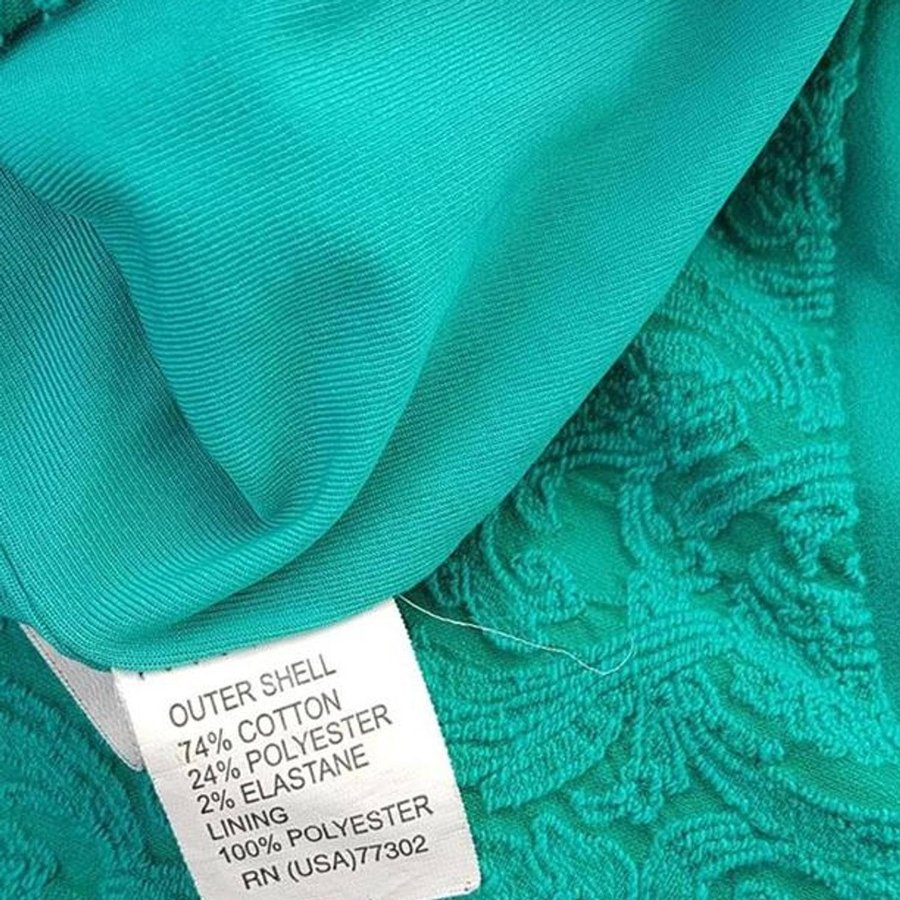 OUTER SHELL
74% COTTON
24% POLYESTER
2% ELASTANE
LINING
100% POLYESTER
RN (USA)77302